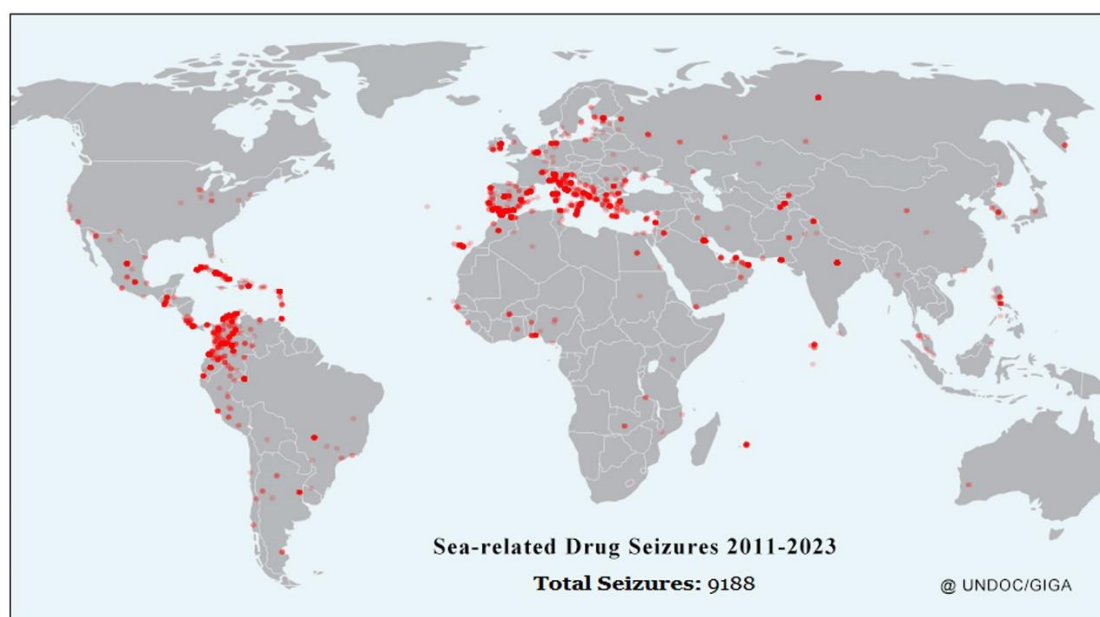 Sea-related Drug Seizures 2011-2023
Total Seizures: 9188
@ UNDOC/GIGA